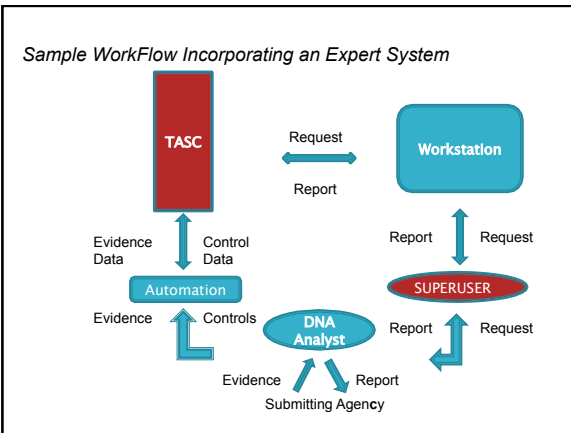 Sample WorkFlow Incorporating an Expert System
TASC
Request
Report
Workstation
Evidence Data
Control Data
Report
Request
Automation
SUPERUSER
Evidence
Controls
DNA
Analyst
Report
Request
Evidence
Report
Submitting Agency